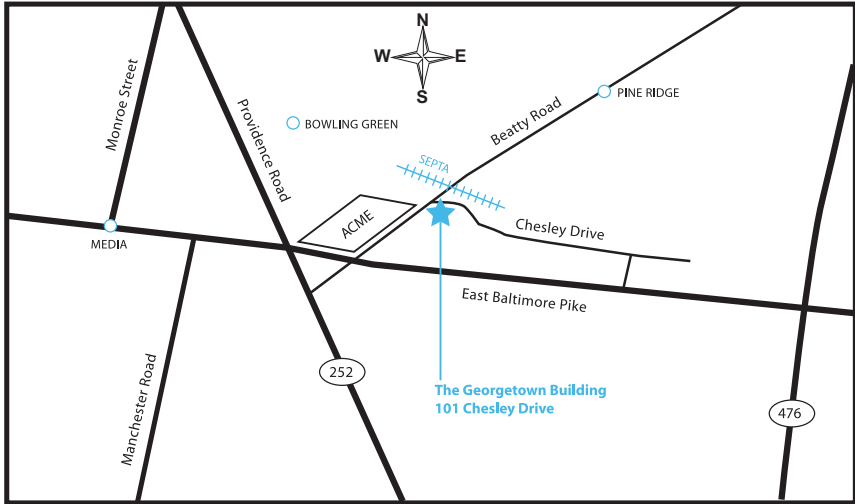 N
W
E
S
Monroe Street
Providence Road
BOWLING GREEN
Beatty Road
PINE RIDGE
SEPTA
ACME
Chesley Drive
MEDIA
East Baltimore Pike
Manchester Road
252
The Georgetown Building
101 Chesley Drive
476